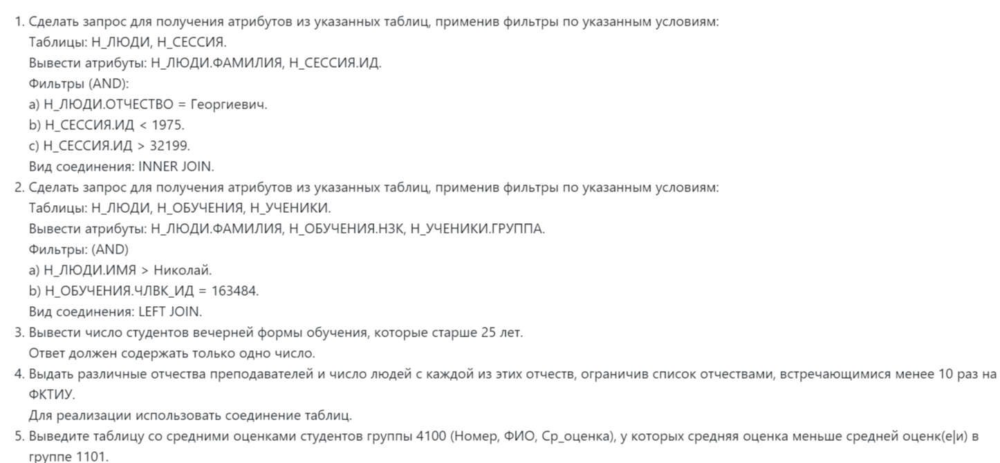 1. Сделать запрос для получения атрибутов из указанных таблиц, применив фильтры по указанным условиям:
Таблицы: Н_ЛЮДИ, Н_СЕССИЯ.
Вывести атрибуты: Н_ЛЮДИ.ФАМИЛИЯ, Н_СЕССИЯ.ИД.
Фильтры (AND):
a) Н_ЛЮДИ.ОТЧЕСТВО = Георгиевич.
b) Н_СЕССИЯ.ИД < 1975.
c) Н_СЕССИЯ.ИД > 32199.
Вид соединения: INNER JOIN.
2. Сделать запрос для получения атрибутов из указанных таблиц, применив фильтры по указанным условиям:
Таблицы: Н_ЛЮДИ, Н_ОБУЧЕНИЯ, Н_УЧЕНИКИ.
Вывести атрибуты: Н_ЛЮДИ.ФАМИЛИЯ, Н_ОБУЧЕНИЯ.НЗК, Н_УЧЕНИКИ.ГРУППА.
Фильтры: (AND)
a) Н_ЛЮДИ.ИМЯ > Николай.
b) Н_ОБУЧЕНИЯ.ЧЛВК_ИД = 163484.
Вид соединения: LEFT JOIN.
3. Вывести число студентов вечерней формы обучения, которые старше 25 лет.
Ответ должен содержать только одно число.
4. Выдать различные отчества преподавателей и число людей с каждой из этих отчеств, ограничив список отчествами, встречающимися менее 10 раз на
ФКТИУ.
Для реализации использовать соединение таблиц.
5. Выведите таблицу со средними оценками студентов группы 4100 (Номер, ФИО, Ср_оценка), у которых средняя оценка меньше средней оценк(е|и) в
группе 1101.